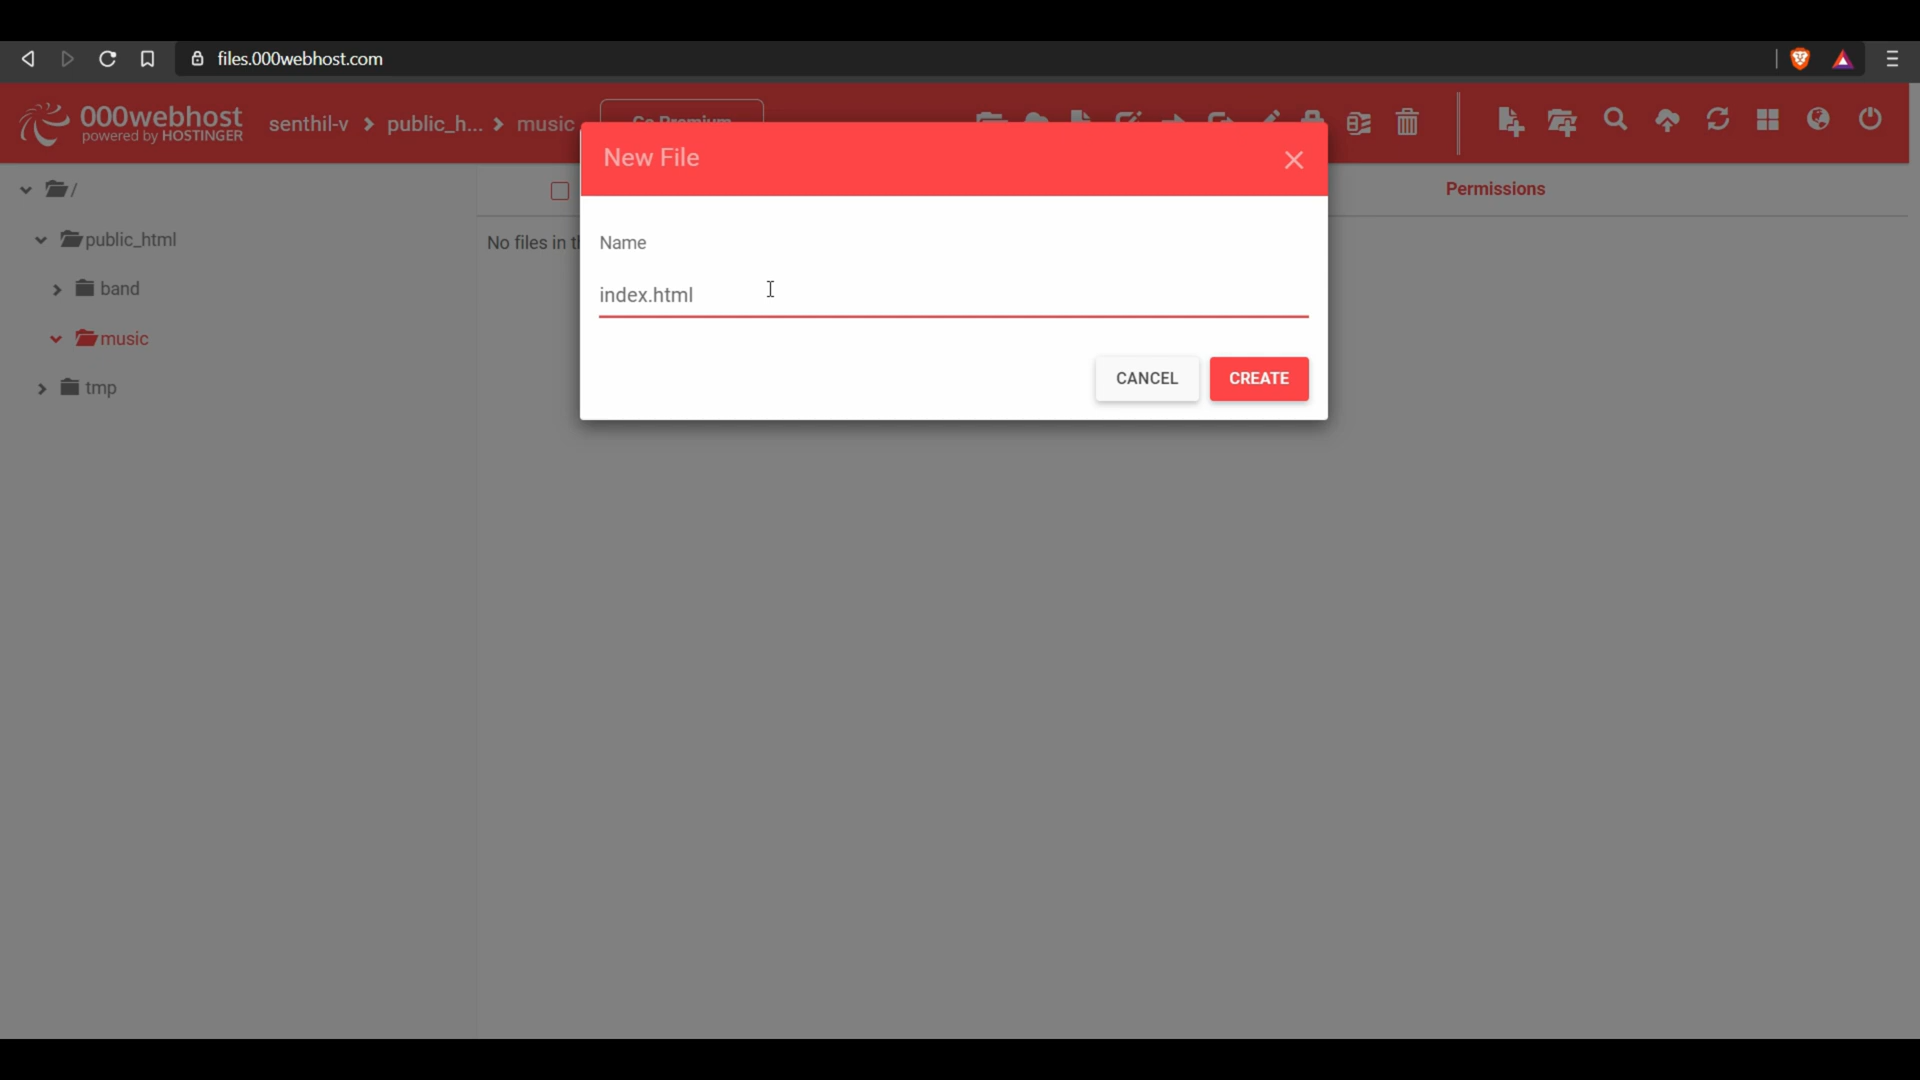 files.000webhost.com
000webhost
powered by HOSTINGER
senthil-v > public_h... > music
New File
Permissions
/
public_html
No files in
Name
band
index.html
music
CANCEL
CREATE
tmp